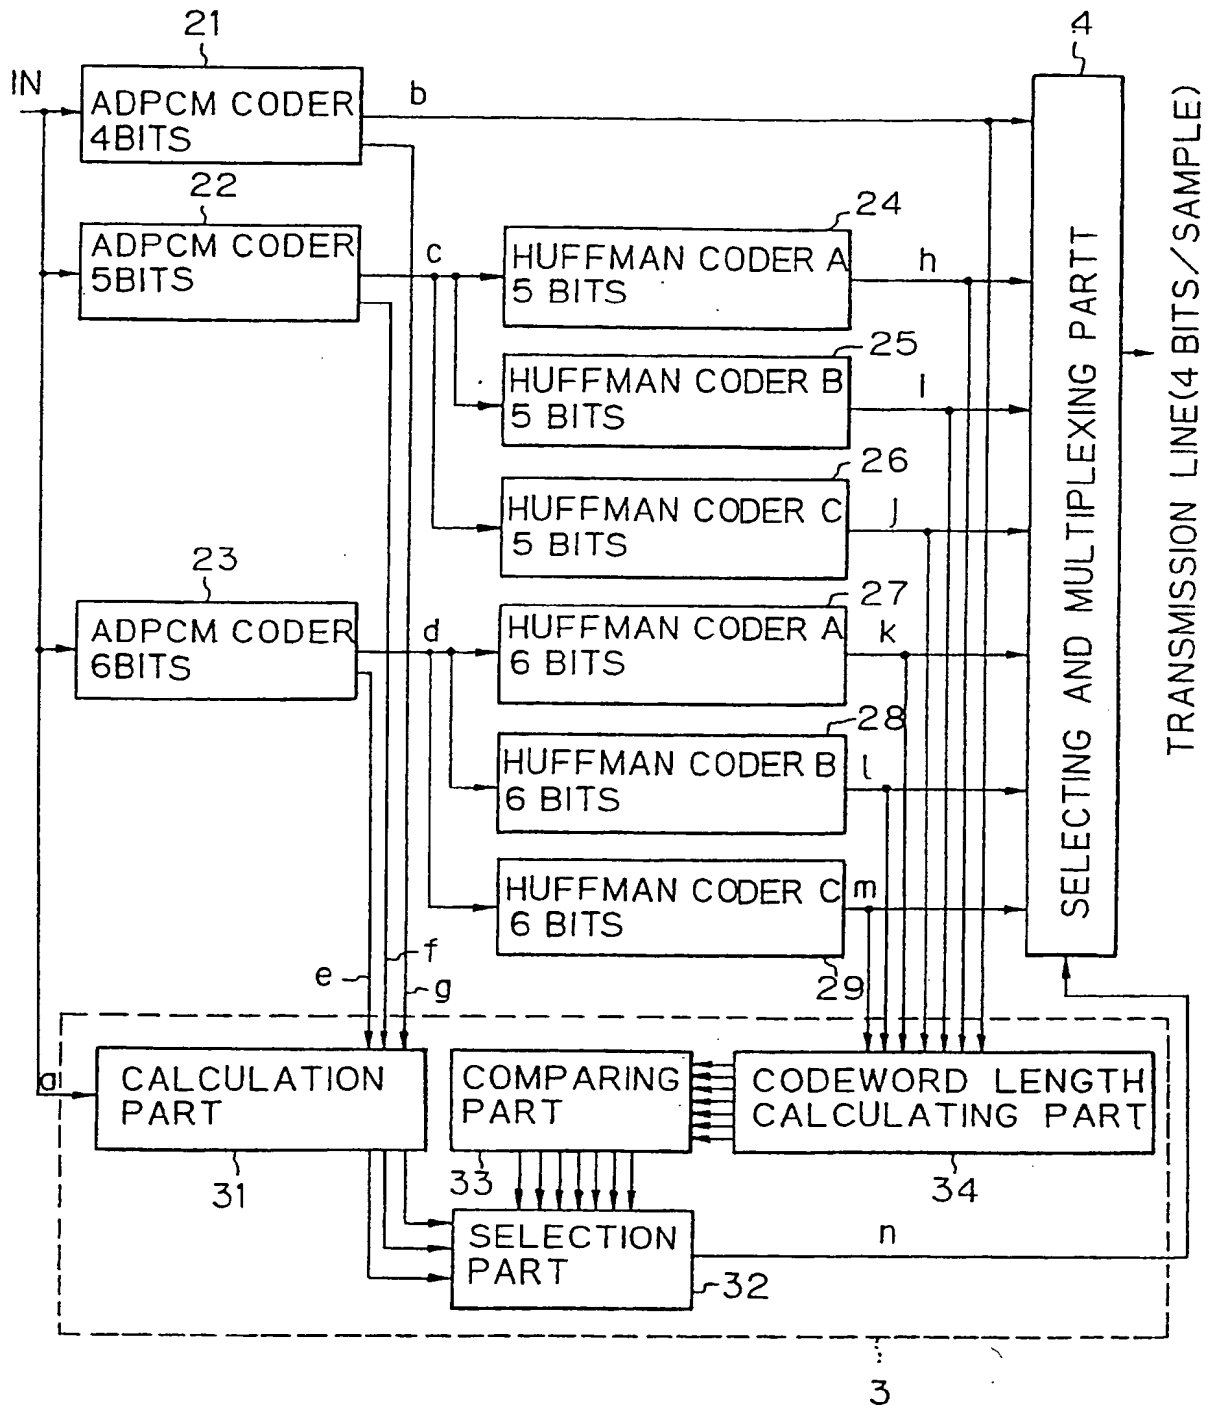 21
4
IN
ADPCM CODER
4BITS
b
22
ADPCM CODER
5BITS
c
24
HUFFMAN CODER A
5 BITS
h
25
HUFFMAN CODER B
5 BITS
i
26
HUFFMAN CODER C
5 BITS
j
23
ADPCM CODER
6BITS
d
27
HUFFMAN CODER A
6 BITS
k
28
HUFFMAN CODER B
6 BITS
l
HUFFMAN CODER C
6 BITS
m
29
SELECTING AND MULTIPLEXING PARTT
TRANSMISSION LINE(4 BITS/SAMPLE)
e
f
g
a
CALCULATION
PART
31
COMPARING
PART
33
CODEWORD LENGTH
CALCULATING PART
34
SELECTION
PART
32
n
3